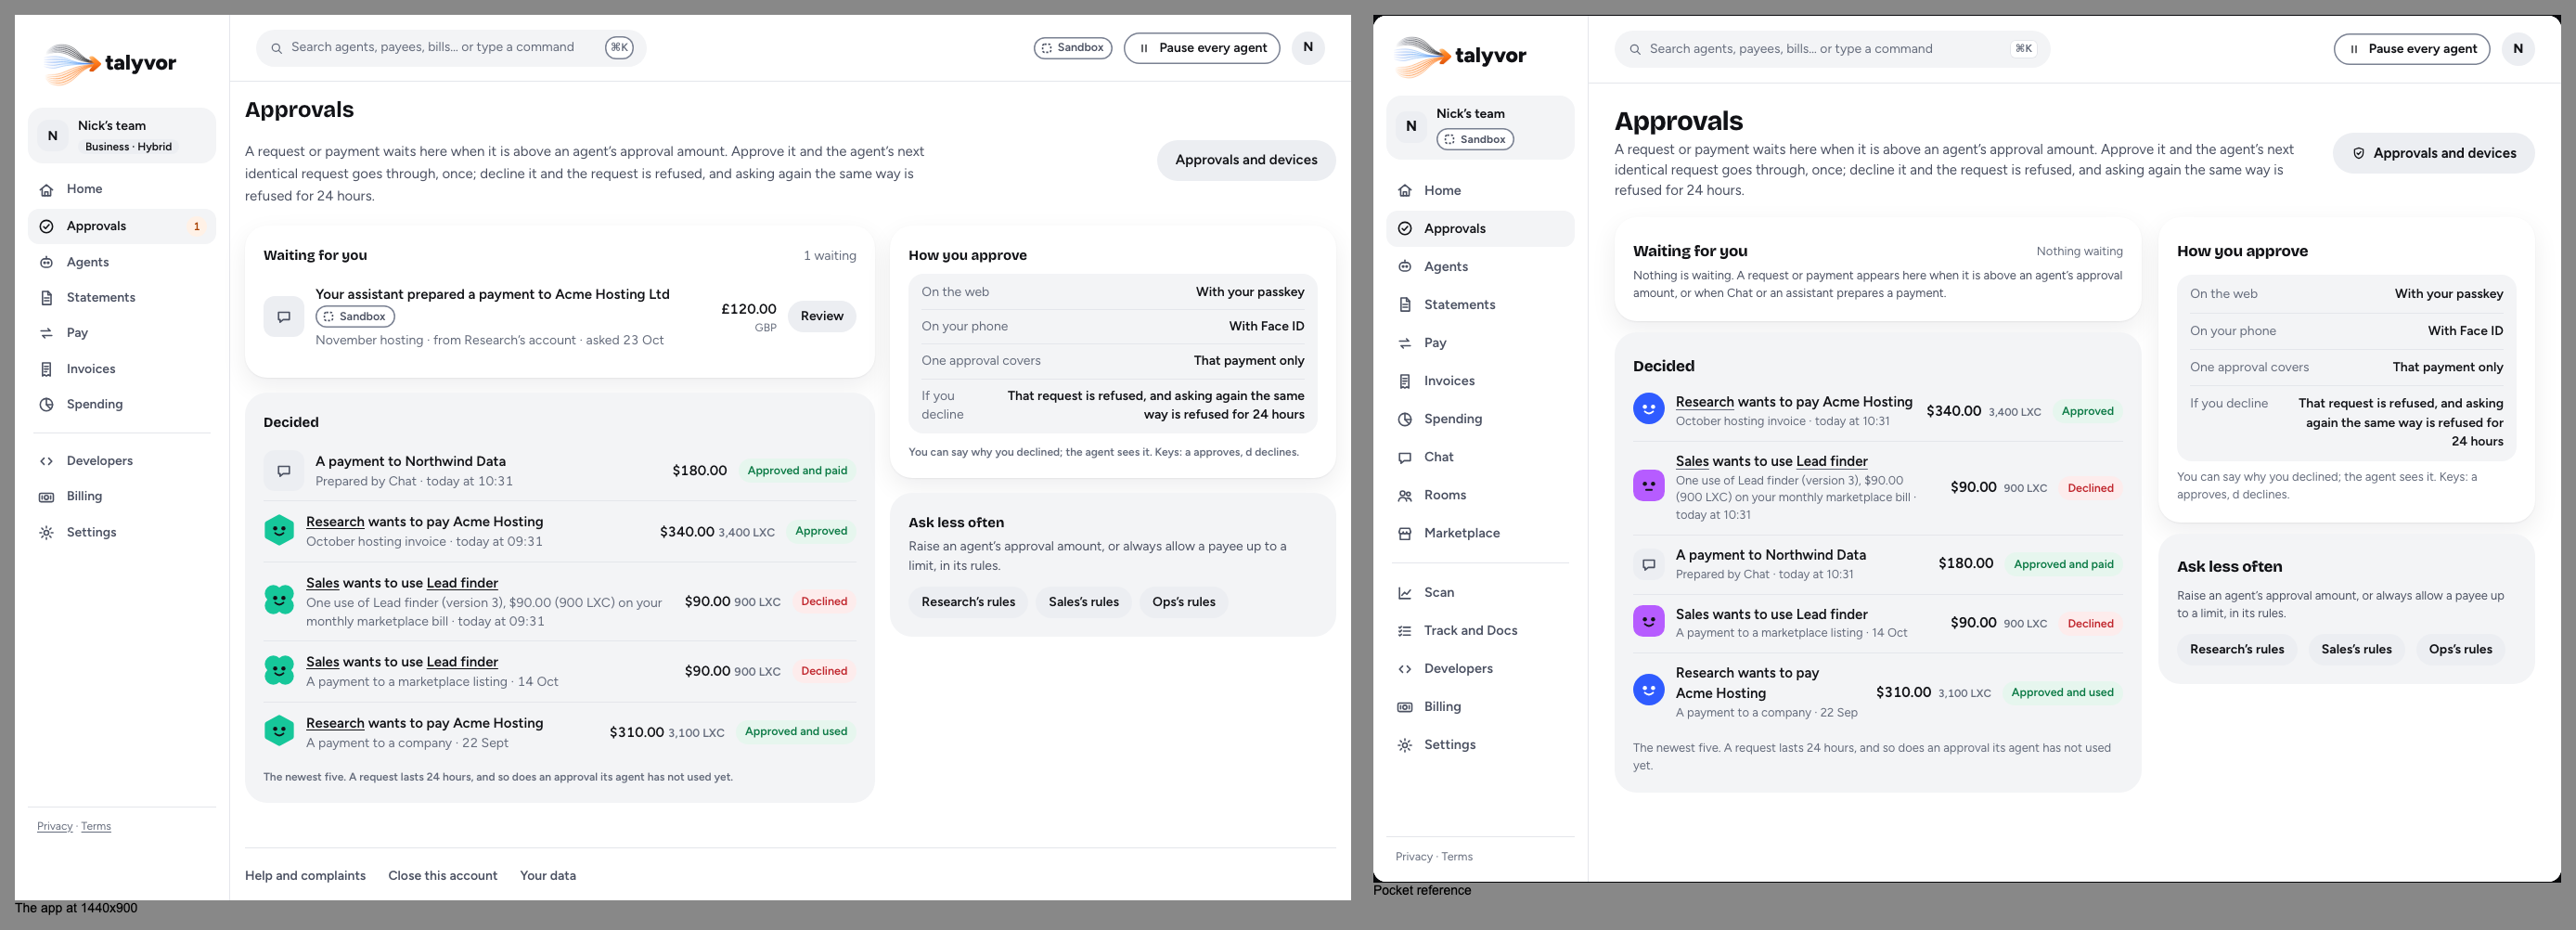 talyvor
Search agents, payees, bills... or type a command
⌘K
Sandbox
Pause every agent
N
N
Nick's team
Business · Hybrid
Home
Approvals
1
Agents
Statements
Pay
Invoices
Spending
Developers
Billing
Settings
Privacy · Terms
Approvals
A request or payment waits here when it is above an agent's approval amount. Approve it and the agent's next
identical request goes through, once; decline it and the request is refused, and asking again the same way is
refused for 24 hours.
Approvals and devices
Waiting for you
1 waiting
Your assistant prepared a payment to Acme Hosting Ltd
Sandbox
November hosting · from Research's account · asked 23 Oct
£120.00
GBP
Review
Decided
A payment to Northwind Data
Prepared by Chat · today at 10:31
$180.00
Approved and paid
Research wants to pay Acme Hosting
October hosting invoice · today at 09:31
$340.00 3,400 LXC
Approved
Sales wants to use Lead finder
One use of Lead finder (version 3), $90.00 (900 LXC) on your
monthly marketplace bill · today at 09:31
$90.00 900 LXC
Declined
Sales wants to use Lead finder
A payment to a marketplace listing · 14 Oct
$90.00 900 LXC
Declined
Research wants to pay Acme Hosting
A payment to a company · 22 Sept
$310.00 3,100 LXC
Approved and used
The newest five. A request lasts 24 hours, and so does an approval its agent has not used yet.
How you approve
On the web
With your passkey
On your phone
With Face ID
One approval covers
That payment only
If you
decline
That request is refused, and asking again the same
way is refused for 24 hours
You can say why you declined; the agent sees it. Keys: a approves, d declines.
Ask less often
Raise an agent's approval amount, or always allow a payee up to a
limit, in its rules.
Research's rules
Sales's rules
Ops's rules
Help and complaints
Close this account
Your data
The app at 1440x900
talyvor
Search agents, payees, bills... or type a command
⌘K
Pause every agent
N
N
Nick's team
Sandbox
Home
Approvals
Agents
Statements
Pay
Invoices
Spending
Chat
Rooms
Marketplace
Scan
Track and Docs
Developers
Billing
Settings
Privacy · Terms
Approvals
A request or payment waits here when it is above an agent's approval amount. Approve it and the agent's next
identical request goes through, once; decline it and the request is refused, and asking again the same way is
refused for 24 hours.
Approvals and devices
Waiting for you
Nothing waiting
Nothing is waiting. A request or payment appears here when it is above an agent's approval
amount, or when Chat or an assistant prepares a payment.
Decided
Research wants to pay Acme Hosting
October hosting invoice · today at 10:31
$340.00 3,400 LXC
Approved
Sales wants to use Lead finder
One use of Lead finder (version 3), $90.00
(900 LXC) on your monthly marketplace bill ·
today at 10:31
$90.00 900 LXC
Declined
A payment to Northwind Data
Prepared by Chat · today at 10:31
$180.00
Approved and paid
Sales wants to use Lead finder
A payment to a marketplace listing · 14 Oct
$90.00 900 LXC
Declined
Research wants to pay
Acme Hosting
A payment to a company · 22 Sep
$310.00 3,100 LXC
Approved and used
The newest five. A request lasts 24 hours, and so does an approval its agent has not used
yet.
How you approve
On the web
With your passkey
On your phone
With Face ID
One approval covers
That payment only
If you decline
That request is refused, and asking
again the same way is refused for
24 hours
You can say why you declined; the agent sees it. Keys: a
approves, d declines.
Ask less often
Raise an agent's approval amount, or always allow a payee up
to a limit, in its rules.
Research's rules
Sales's rules
Ops's rules
Pocket reference